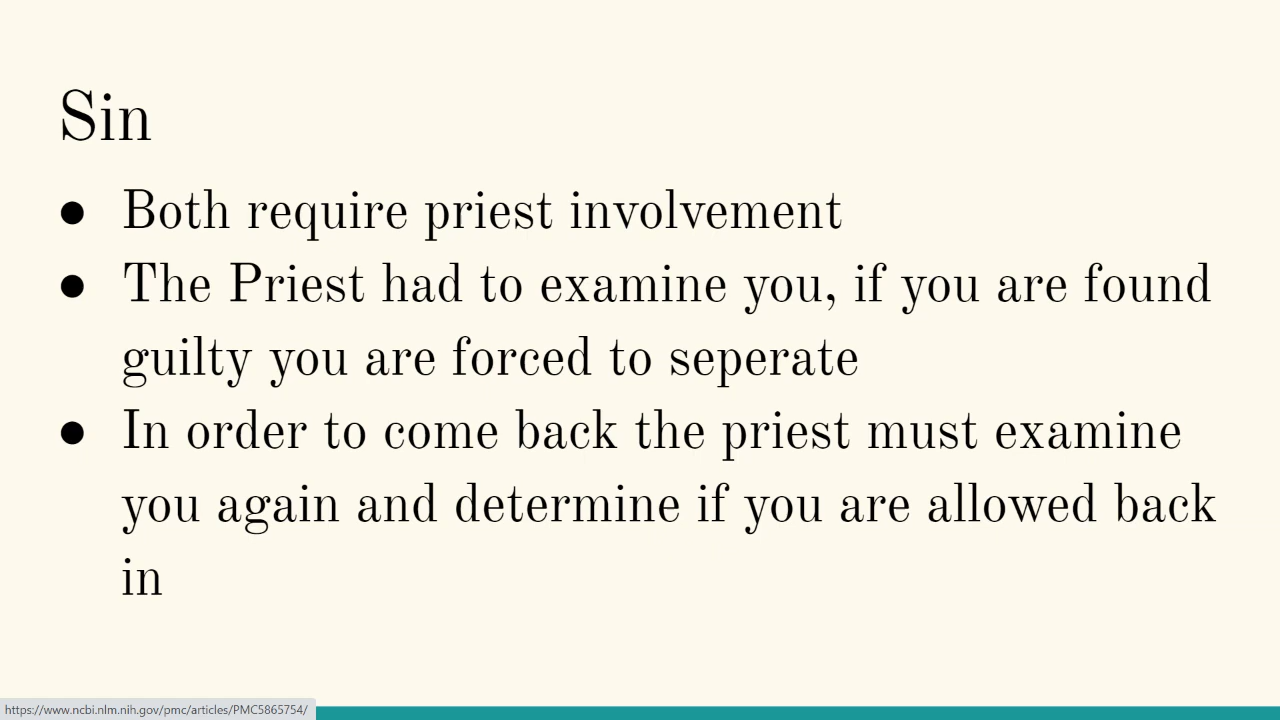 Sin
● Both require priest involvement
● The Priest had to examine you, if you are found
guilty you are forced to seperate
● In order to come back the priest must examine
you again and determine if you are allowed back
in
https://www.ncbi.nlm.nih.gov/pmc/articles/PMC5865754/